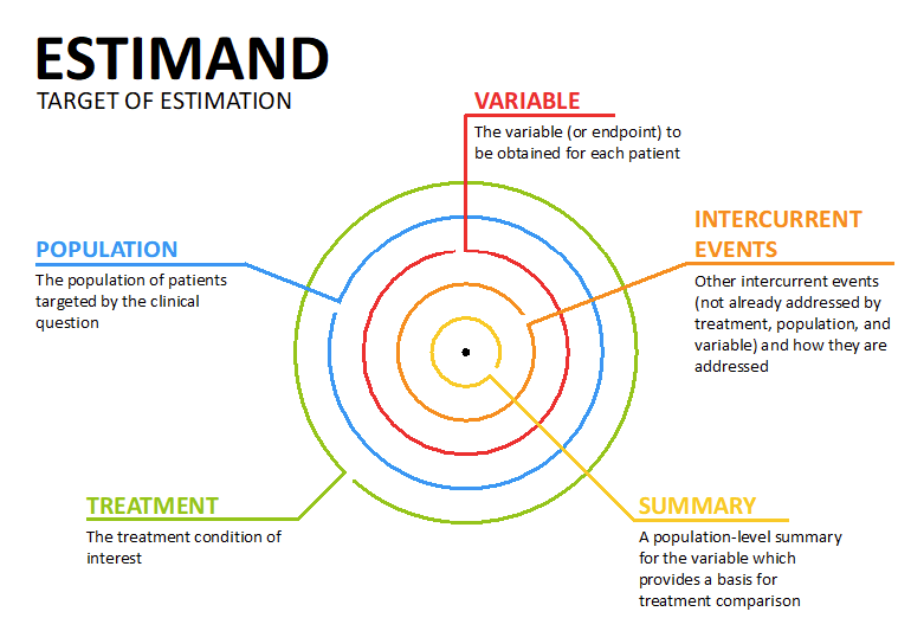 ESTIMAND
TARGET OF ESTIMATION
VARIABLE
The variable (or endpoint) to
be obtained for each patient
INTERCURRENT
EVENTS
Other intercurrent events
(not already addressed by
treatment, population, and
variable) and how they are
addressed
POPULATION
The population of patients
targeted by the clinical
question
TREATMENT
The treatment condition of
interest
SUMMARY
A population-level summary
for the variable which
provides a basis for
treatment comparison